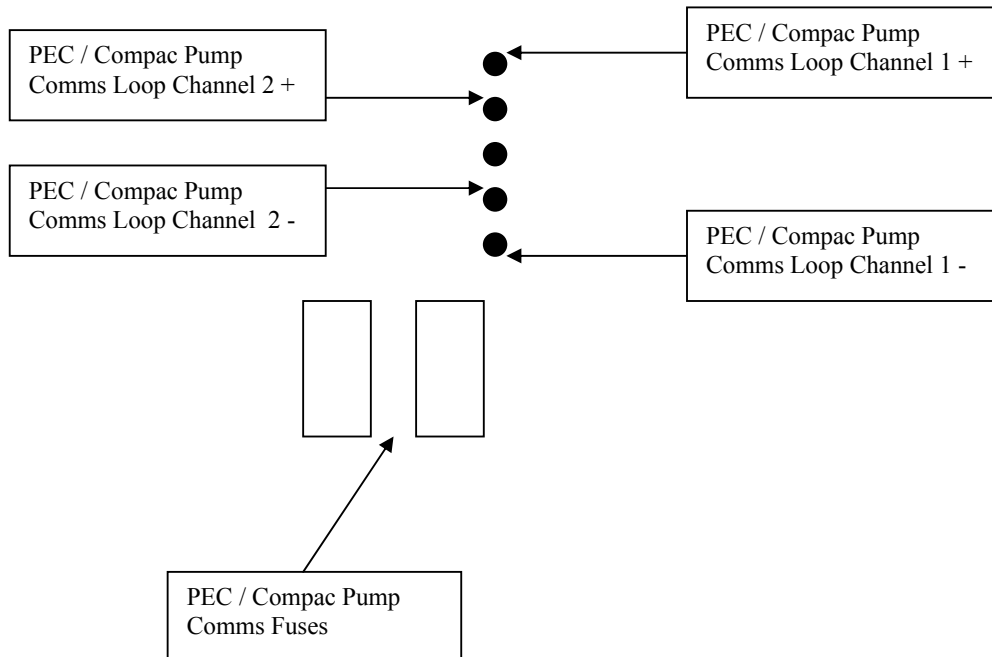 PEC / Compac Pump
Comms Loop Channel 2 +
PEC / Compac Pump
Comms Loop Channel 1 +
PEC / Compac Pump
Comms Loop Channel  2 -
PEC / Compac Pump
Comms Loop Channel 1 -
PEC / Compac Pump
Comms Fuses